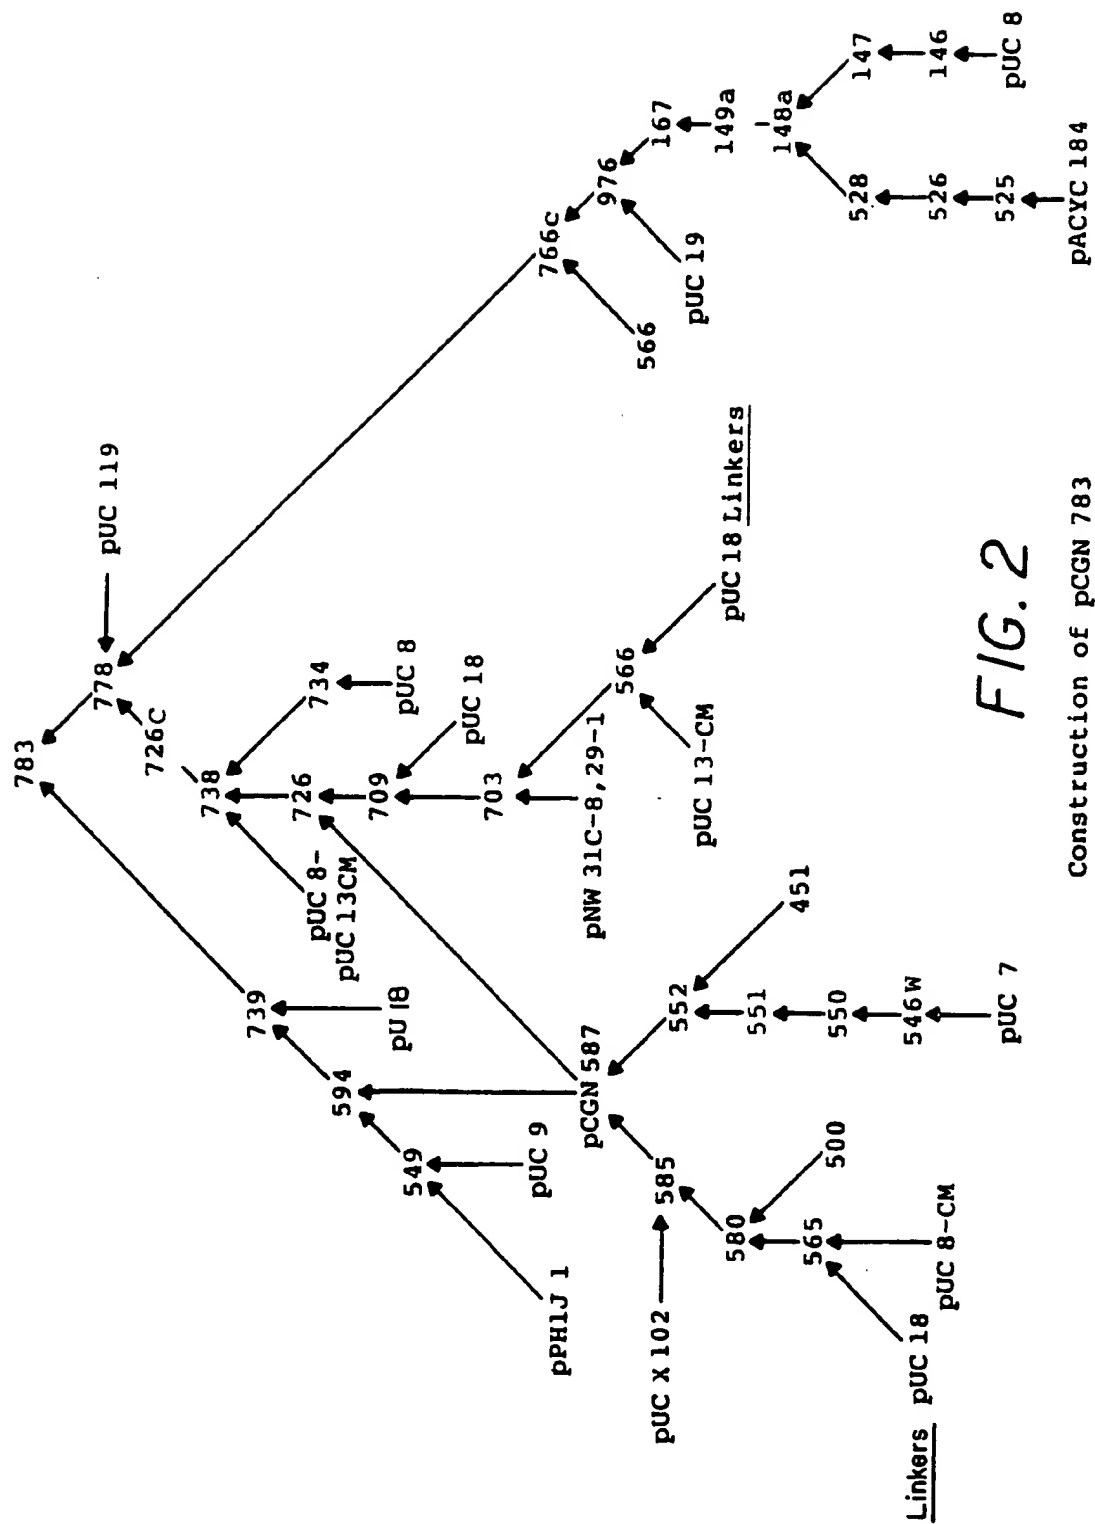 783
778
pUC 119
726C
738
734
pUC 8
pUC 8-
pUC 13CM
726
709
pUC 18
703
pNW 31C-8,29-1
566
pUC 13-CM
pUC 18 Linkers
739
pU 18
594
549
pUC 9
pPH1J 1
pCGN 587
552
451
551
550
546W
pUC 7
585
pUC X 102
580
500
565
pUC 8-CM
Linkers pUC 18
766c
566
976
pUC 19
167
149a
148a
147
146
pUC 8
528
526
525
pACYC 184
FIG. 2
Construction of pCGN 783